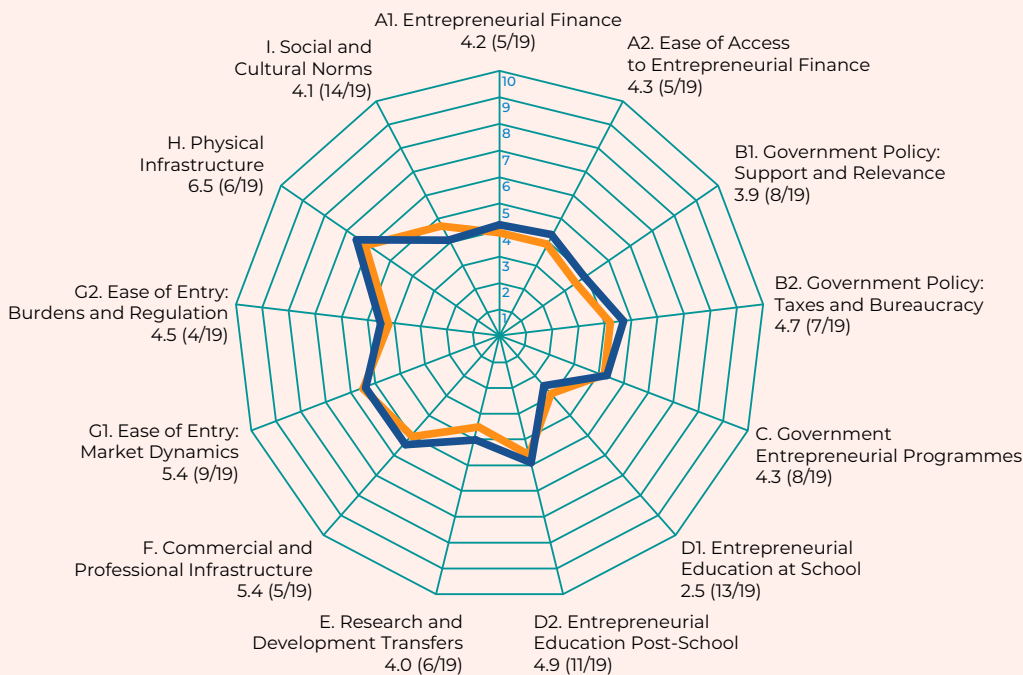 A1. Entrepreneurial Finance
4.2 (5/19)
A2. Ease of Access
to Entrepreneurial Finance
4.3 (5/19)
B1. Government Policy:
Support and Relevance
3.9 (8/19)
B2. Government Policy:
Taxes and Bureaucracy
4.7 (7/19)
C. Government
Entrepreneurial Programmes
4.3 (8/19)
D1. Entrepreneurial
Education at School
2.5 (13/19)
D2. Entrepreneurial
Education Post-School
4.9 (11/19)
E. Research and
Development Transfers
4.0 (6/19)
F. Commercial and
Professional Infrastructure
5.4 (5/19)
G1. Ease of Entry:
Market Dynamics
5.4 (9/19)
G2. Ease of Entry:
Burdens and Regulation
4.5 (4/19)
H. Physical
Infrastructure
6.5 (6/19)
I. Social and
Cultural Norms
4.1 (14/19)
10
9
8
7
6
5
4
3
2
1